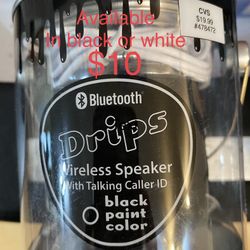 Available
In black or white
$10
CVS
$19.99
#478472
Bluetooth
Drips
Wireless Speaker
With Talking Caller ID
black
paint
color